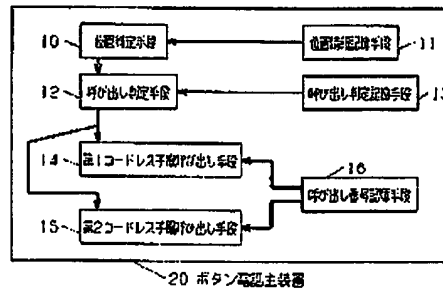 10 位置判定手段 位置情報記憶手段 11
12 呼び出し判定手段 呼び出し判定記憶手段
14 第1コードレス子機呼び出し手段
16
呼び出し番号記憶手段
15 第2コードレス子機呼び出し手段
20 ボタン電話主装置